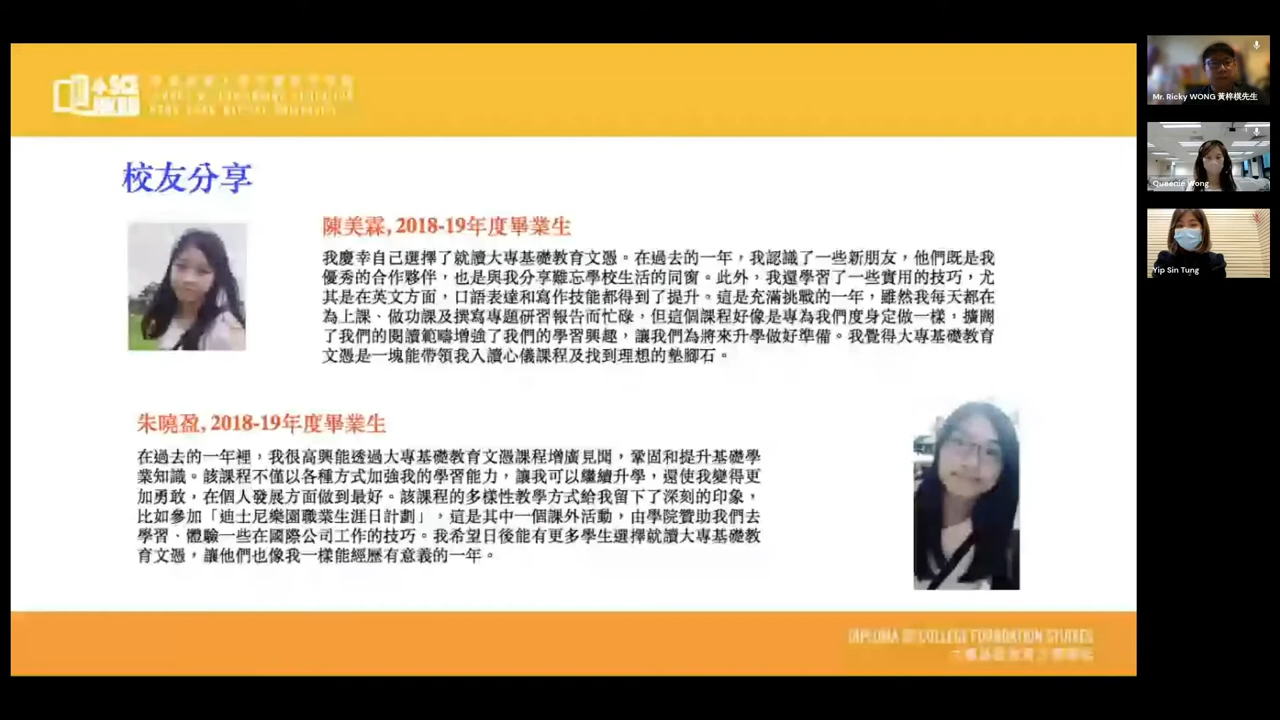 SCE
HKBU
校友分享
陳美霖, 2018-19年度畢業生
我慶幸自己選擇了就讀大專基礎教育文憑。在過去的一年，我認識了一些新朋友，他們既是我
優秀的合作夥伴，也是與我分享難忘學校生活的同窗。此外，我還學習了一些實用的技巧，尤
其是在英文方面，口語表達和寫作技能都得到了提升。這是充滿挑戰的一年，雖然我每天都在
為上課、做功課及撰寫專題研習報告而忙碌，但這個課程好像是專為我們度身定做一樣，擴闊
了我們的閱讀範疇增強了我們的學習興趣，讓我們為將來升學做好準備。我覺得大專基礎教育
文憑是一塊能帶領我入讀心儀課程及找到理想的墊腳石。
朱曉盈, 2018-19年度畢業生
在過去的一年裡，我很高興能透過大專基礎教育文憑課程增廣見聞，鞏固和提升基礎學
業知識。該課程不僅以各種方式加強我的學習能力，讓我可以繼續升學，還使我變得更
加勇敢，在個人發展方面做到最好。該課程的多樣性教學方式給我留下了深刻的印象，
比如參加「迪士尼樂園職業生涯日計劃」，這是其中一個課外活動，由學院贊助我們去
學習、體驗一些在國際公司工作的技巧。我希望日後能有更多學生選擇就讀大專基礎教
育文憑，讓他們也像我一樣能經歷有意義的一年。
DIPLOMA OF COLLEGE FOUNDATION STUDIES
Mr. Ricky WONG 黃梓棋先生
Queenie Wong
Yip Sin Tung